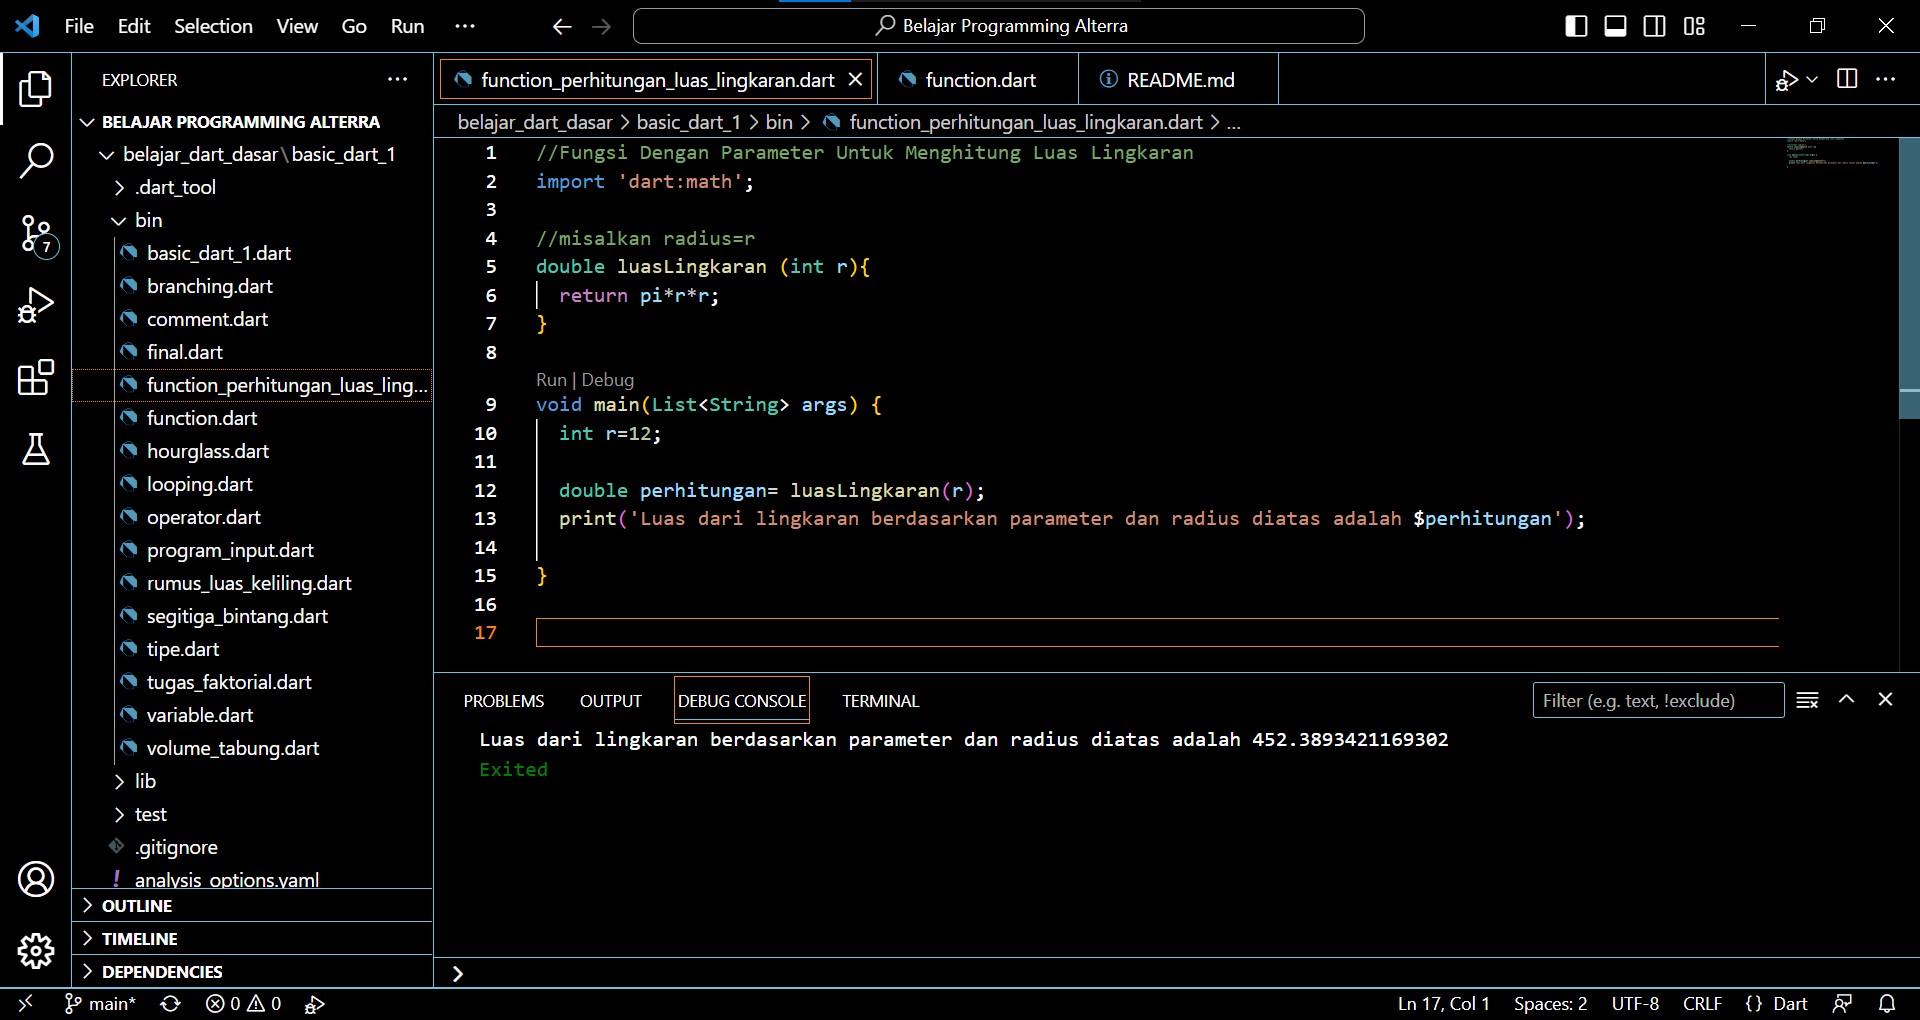 File Edit Selection View Go Run ···
Belajar Programming Alterra
EXPLORER ···
BELAJAR PROGRAMMING ALTERRA
belajar_dart_dasar\basic_dart_1
.dart_tool
bin
basic_dart_1.dart
branching.dart
comment.dart
final.dart
function_perhitungan_luas_ling...
function.dart
hourglass.dart
looping.dart
operator.dart
program_input.dart
rumus_luas_keliling.dart
segitiga_bintang.dart
tipe.dart
tugas_faktorial.dart
variable.dart
volume_tabung.dart
lib
test
.gitignore
! analysis_options.yaml
OUTLINE
TIMELINE
DEPENDENCIES
7
function_perhitungan_luas_lingkaran.dart function.dart README.md
belajar_dart_dasar > basic_dart_1 > bin > function_perhitungan_luas_lingkaran.dart > ...
1 //Fungsi Dengan Parameter Untuk Menghitung Luas Lingkaran
2 import 'dart:math';
3
4 //misalkan radius=r
5 double luasLingkaran (int r){
6 return pi*r*r;
7 }
8
Run | Debug
9 void main(List<String> args) {
10 int r=12;
11
12 double perhitungan= luasLingkaran(r);
13 print('Luas dari lingkaran berdasarkan parameter dan radius diatas adalah $perhitungan');
14
15 }
16
17
PROBLEMS OUTPUT DEBUG CONSOLE TERMINAL Filter (e.g. text, !exclude)
Luas dari lingkaran berdasarkan parameter dan radius diatas adalah 452.3893421169302
Exited
main* 0 0 Ln 17, Col 1 Spaces: 2 UTF-8 CRLF {} Dart